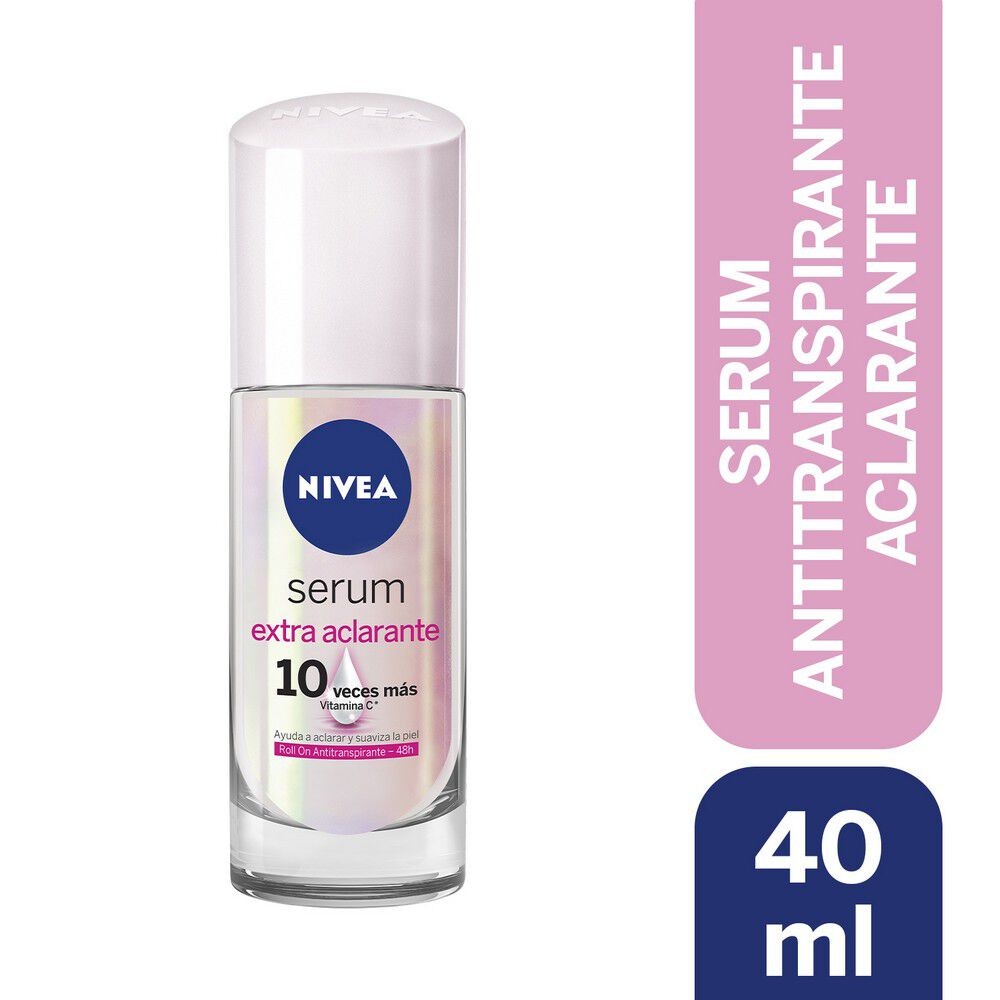 NIVEA
NIVEA
serum
extra aclarante
10 veces más
Vitamina C*
Ayuda a aclarar y suaviza la piel
Roll On Antitranspirante – 48h
SERUM
ANTITRANSPIRANTE
ACLARANTE
40
ml